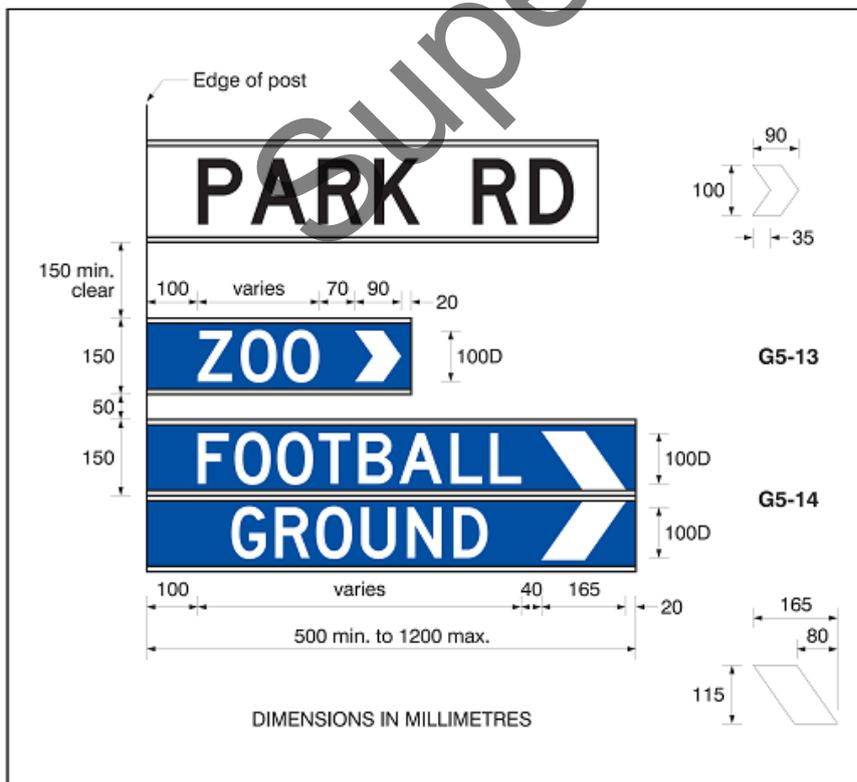 Supe
Edge of post
PARK RD
90
100
35
150 min.
clear
100 varies 70 90 20
150
ZOO
100D
G5-13
50
150
FOOTBALL
100D
G5-14
GROUND
100D
100 varies 40 165 20
500 min. to 1200 max.
165
80
115
DIMENSIONS IN MILLIMETRES